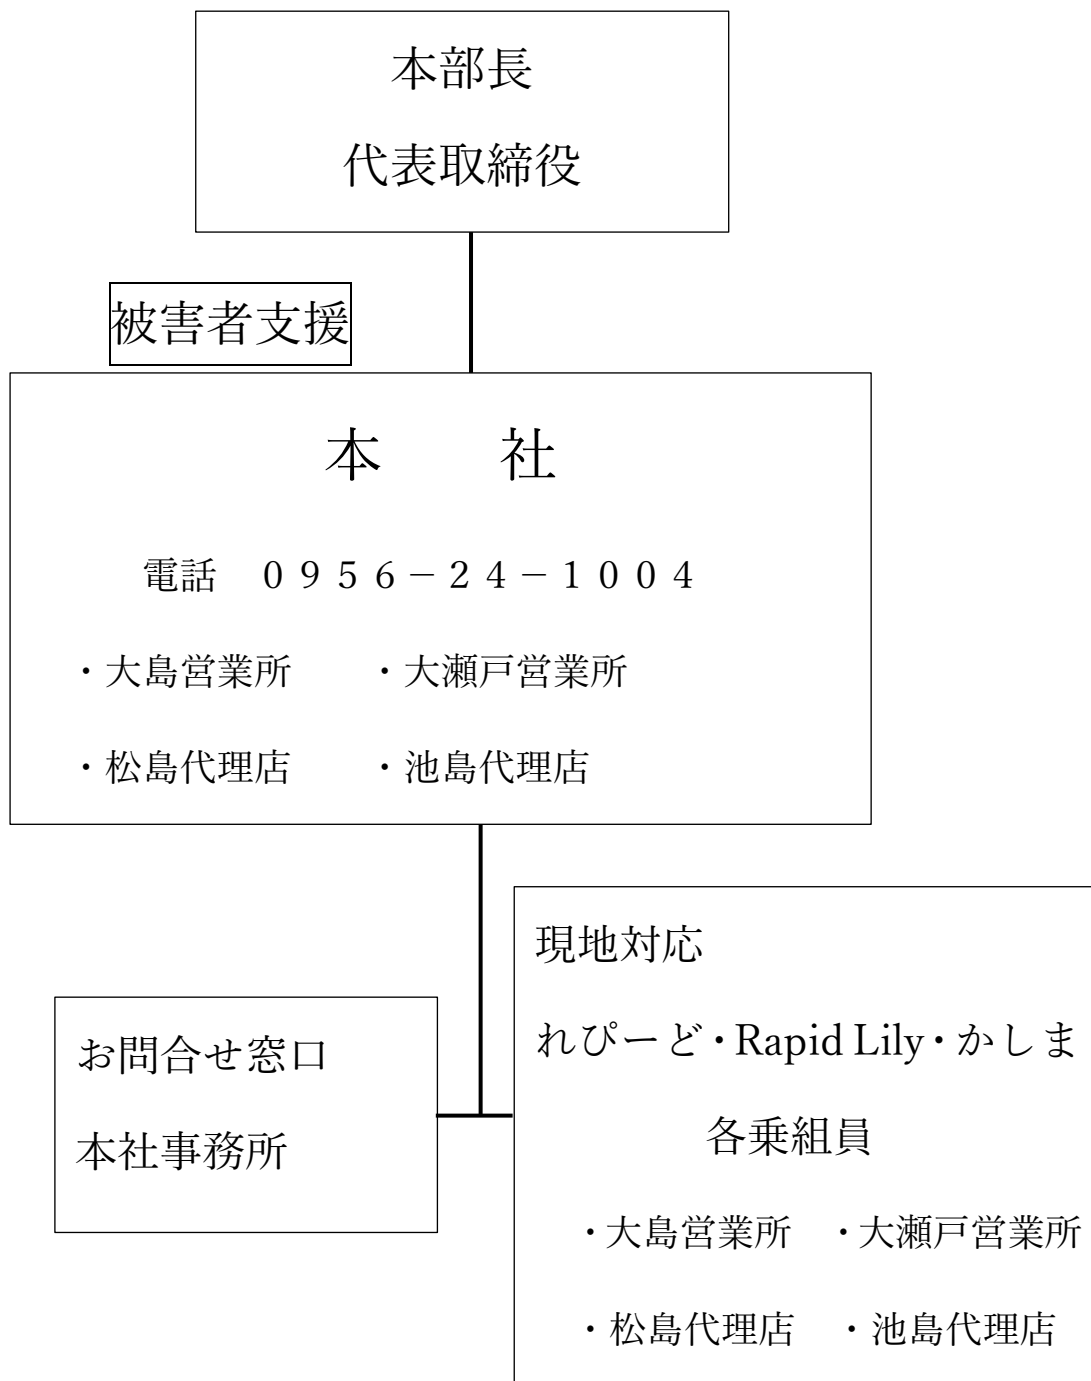 本部長
代表取締役
被害者支援
本　　社
電話　０９５６－２４－１００４
・大島営業所　　・大瀬戸営業所
・松島代理店　　・池島代理店
お問合せ窓口
本社事務所
現地対応
れぴーど・Rapid Lily・かしま
各乗組員
・大島営業所　・大瀬戸営業所
・松島代理店　・池島代理店